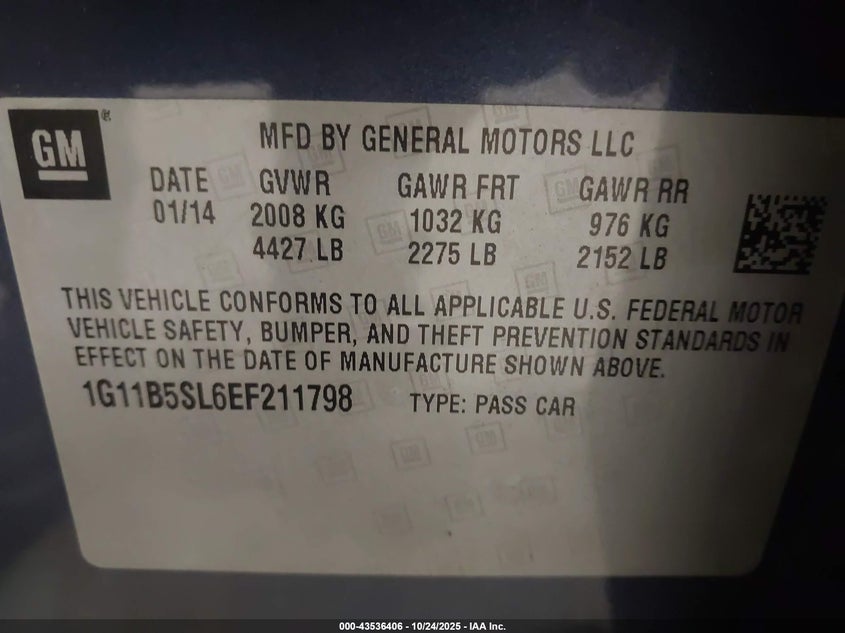 GM
MFD BY GENERAL MOTORS LLC
DATE GVWR GAWR FRT GAWR RR
01/14 2008 KG 1032 KG 976 KG
4427 LB 2275 LB 2152 LB
THIS VEHICLE CONFORMS TO ALL APPLICABLE U.S. FEDERAL MOTOR
VEHICLE SAFETY, BUMPER, AND THEFT PREVENTION STANDARDS IN
EFFECT ON THE DATE OF MANUFACTURE SHOWN ABOVE.
1G11B5SL6EF211798 TYPE: PASS CAR
000-43536406 - 10/24/2025 - IAA Inc.